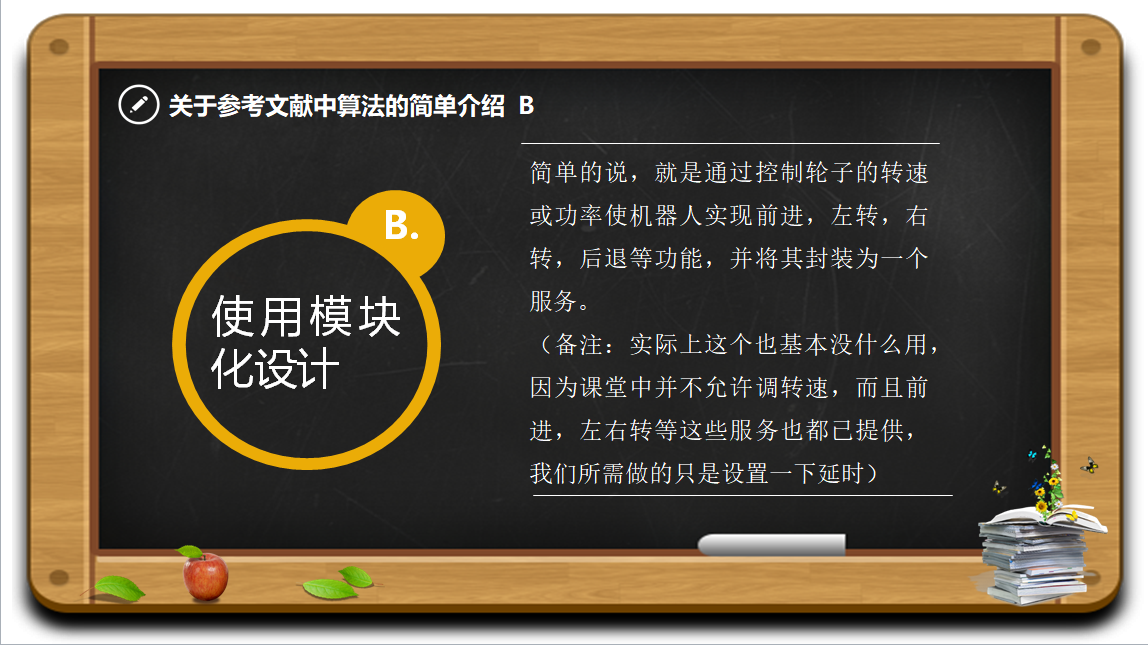 关于参考文献中算法的简单介绍 B
B.
使用模块
化设计
简单的说，就是通过控制轮子的转速
或功率使机器人实现前进，左转，右
转，后退等功能，并将其封装为一个
服务。
（备注：实际上这个也基本没什么用，
因为课堂中并不允许调转速，而且前
进，左右转等这些服务也都已提供，
我们所需做的只是设置一下延时）